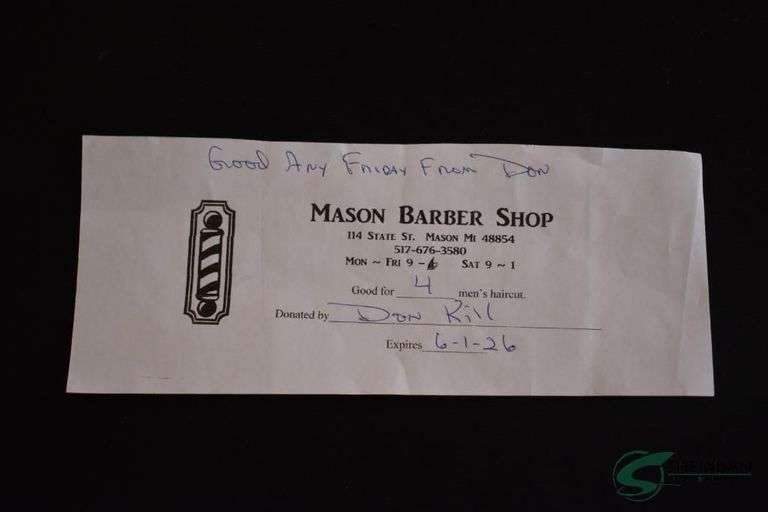 Good Any Friday From Don
MASON BARBER SHOP
114 STATE ST. MASON MI 48854
517-676-3580
MON ~ FRI 9 - 6 SAT 9 ~ 1
Good for 4 men's haircut.
Donated by Don Rill
Expires 6-1-26